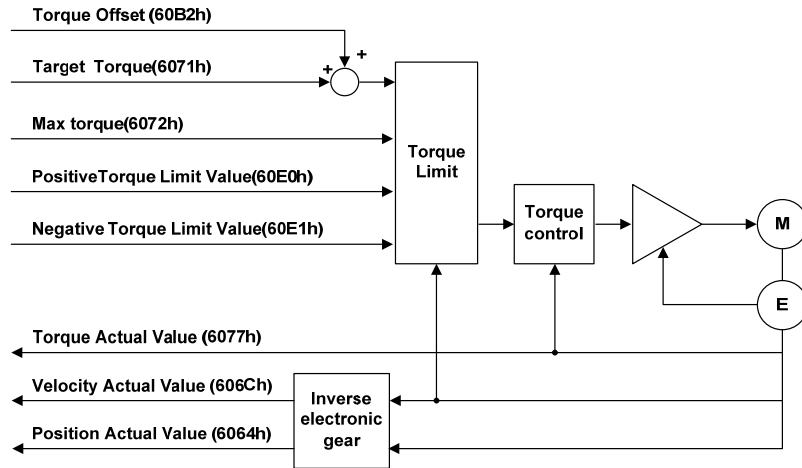 Torque Offset (60B2h)
+
Target Torque(6071h)
+
Max torque(6072h)
PositiveTorque Limit Value(60E0h)
Negative Torque Limit Value(60E1h)
Torque
Limit
Torque
control
M
E
Torque Actual Value (6077h)
Velocity Actual Value (606Ch)
Position Actual Value (6064h)
Inverse
electronic
gear